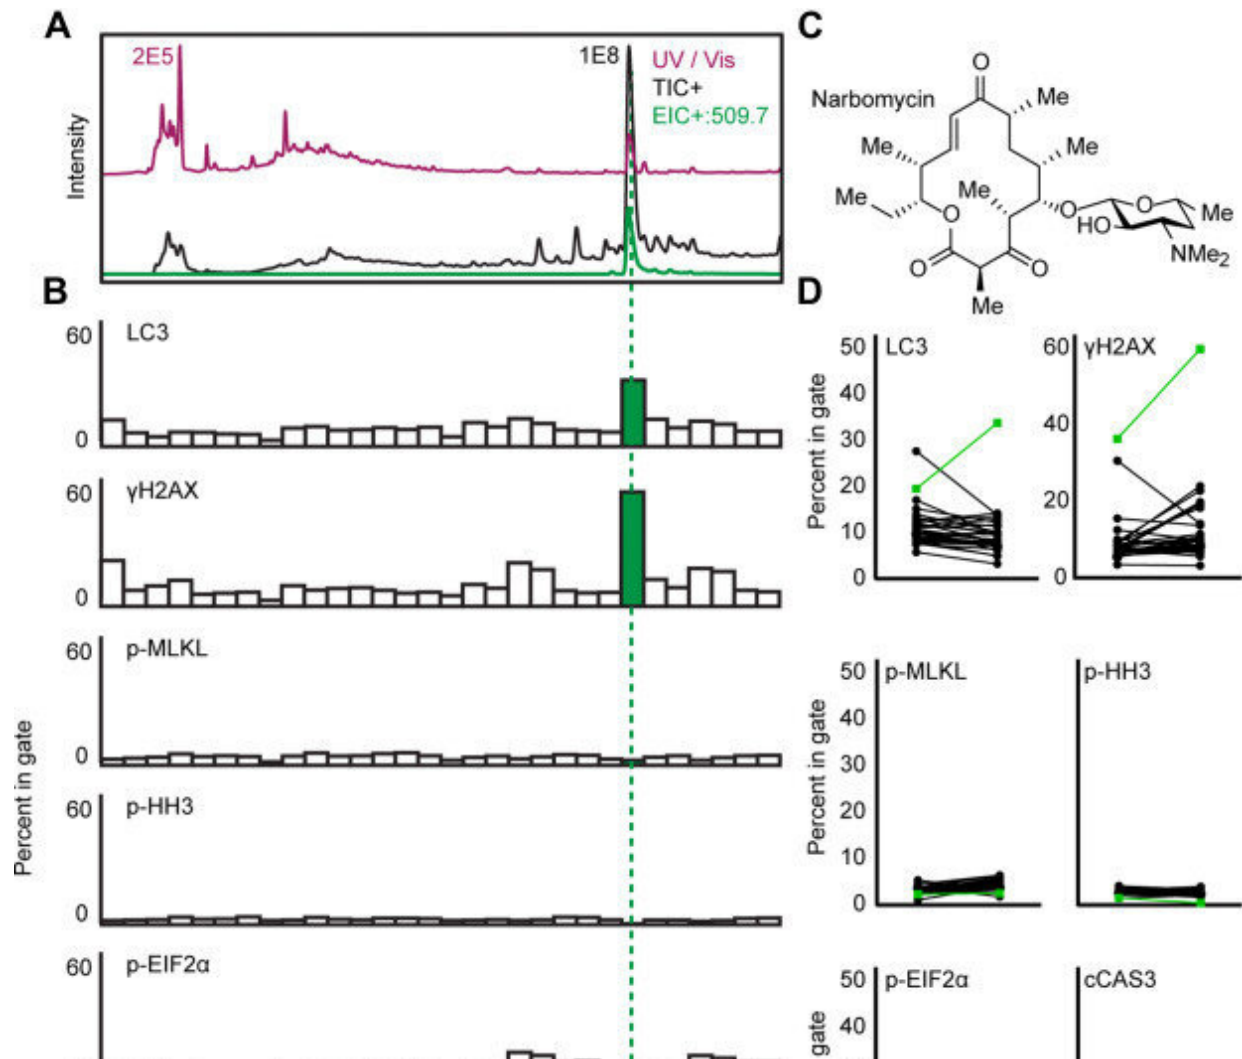 A
2E5
1E8
UV / Vis
TIC+
EIC+:509.7
Intensity
C
Narbomycin
O
Me
Me
Me
Me
Me
O
O
O
Me
HO
NMe2
O
O
Me
B
Percent in gate
60
LC3
0
60
γH2AX
0
60
p-MLKL
0
60
p-HH3
0
60
p-EIF2α
D
Percent in gate
50
LC3
40
30
20
10
0
60
γH2AX
40
20
0
Percent in gate
50
p-MLKL
40
30
20
10
0
p-HH3
gate
50
p-EIF2α
40
cCAS3